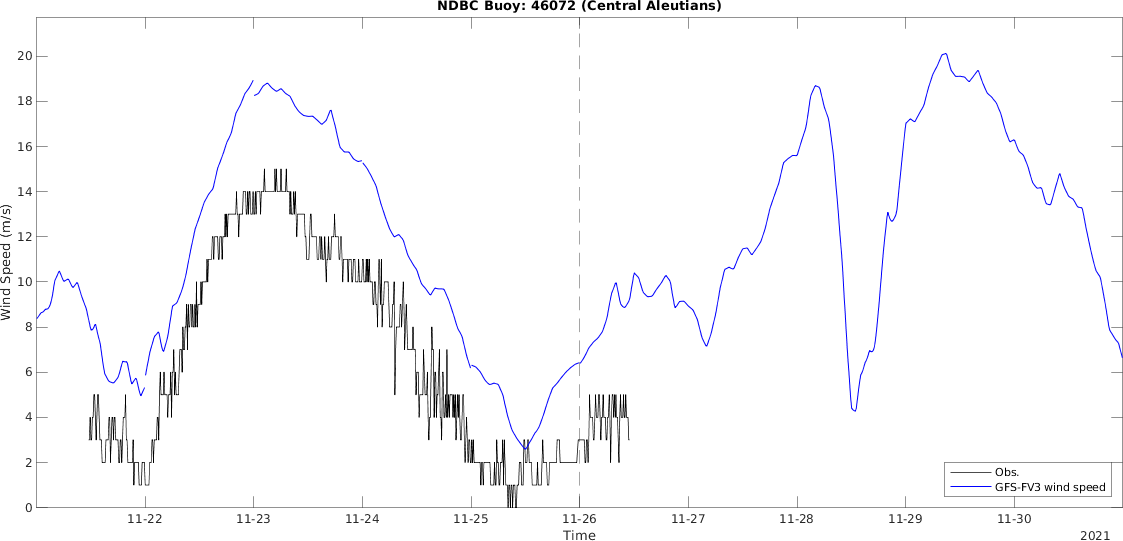 NDBC Buoy: 46072 (Central Aleutians)
Wind Speed (m/s)
20
18
16
14
12
10
8
6
4
2
0
Obs.
GFS-FV3 wind speed
11-22 11-23 11-24 11-25 11-26 11-27 11-28 11-29 11-30
Time
2021